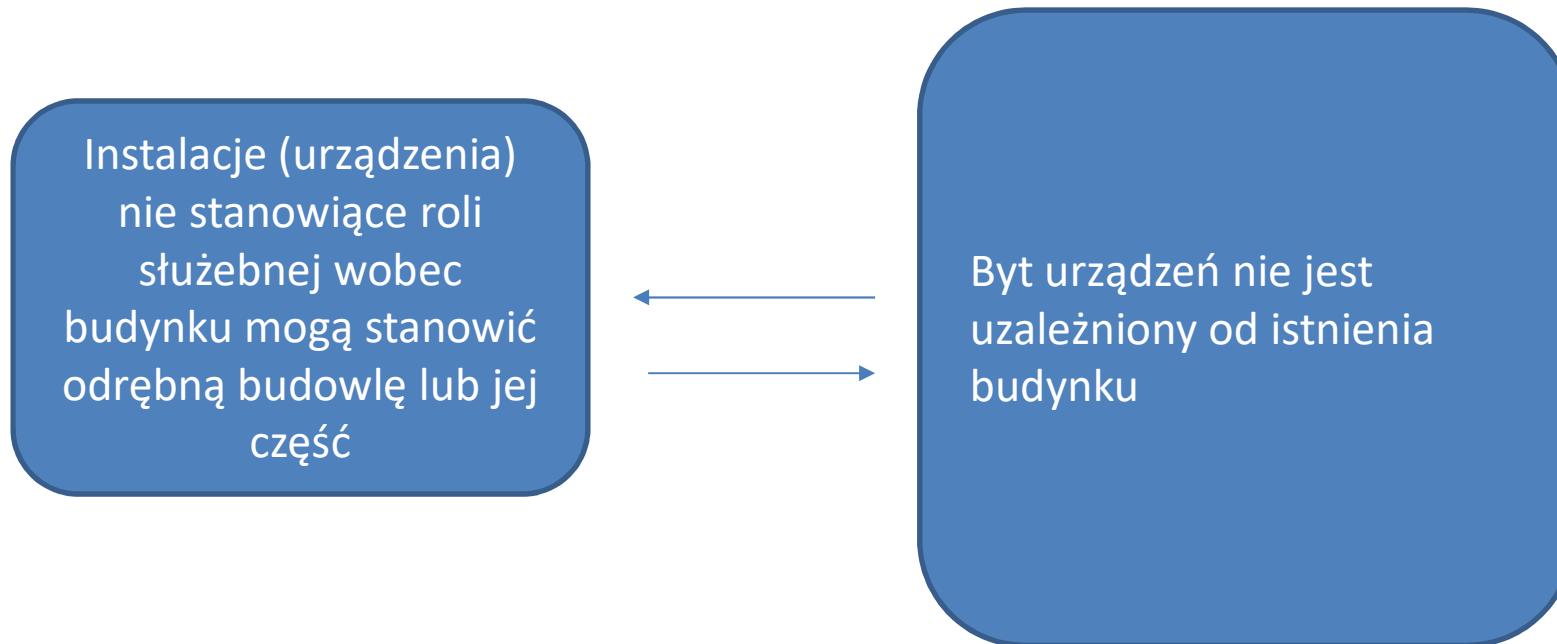 Instalacje (urządzenia)
nie stanowiące roli
służebnej wobec
budynku mogą stanowić
odrębną budowlę lub jej
część
Byt urządzeń nie jest
uzależniony od istnienia
budynku